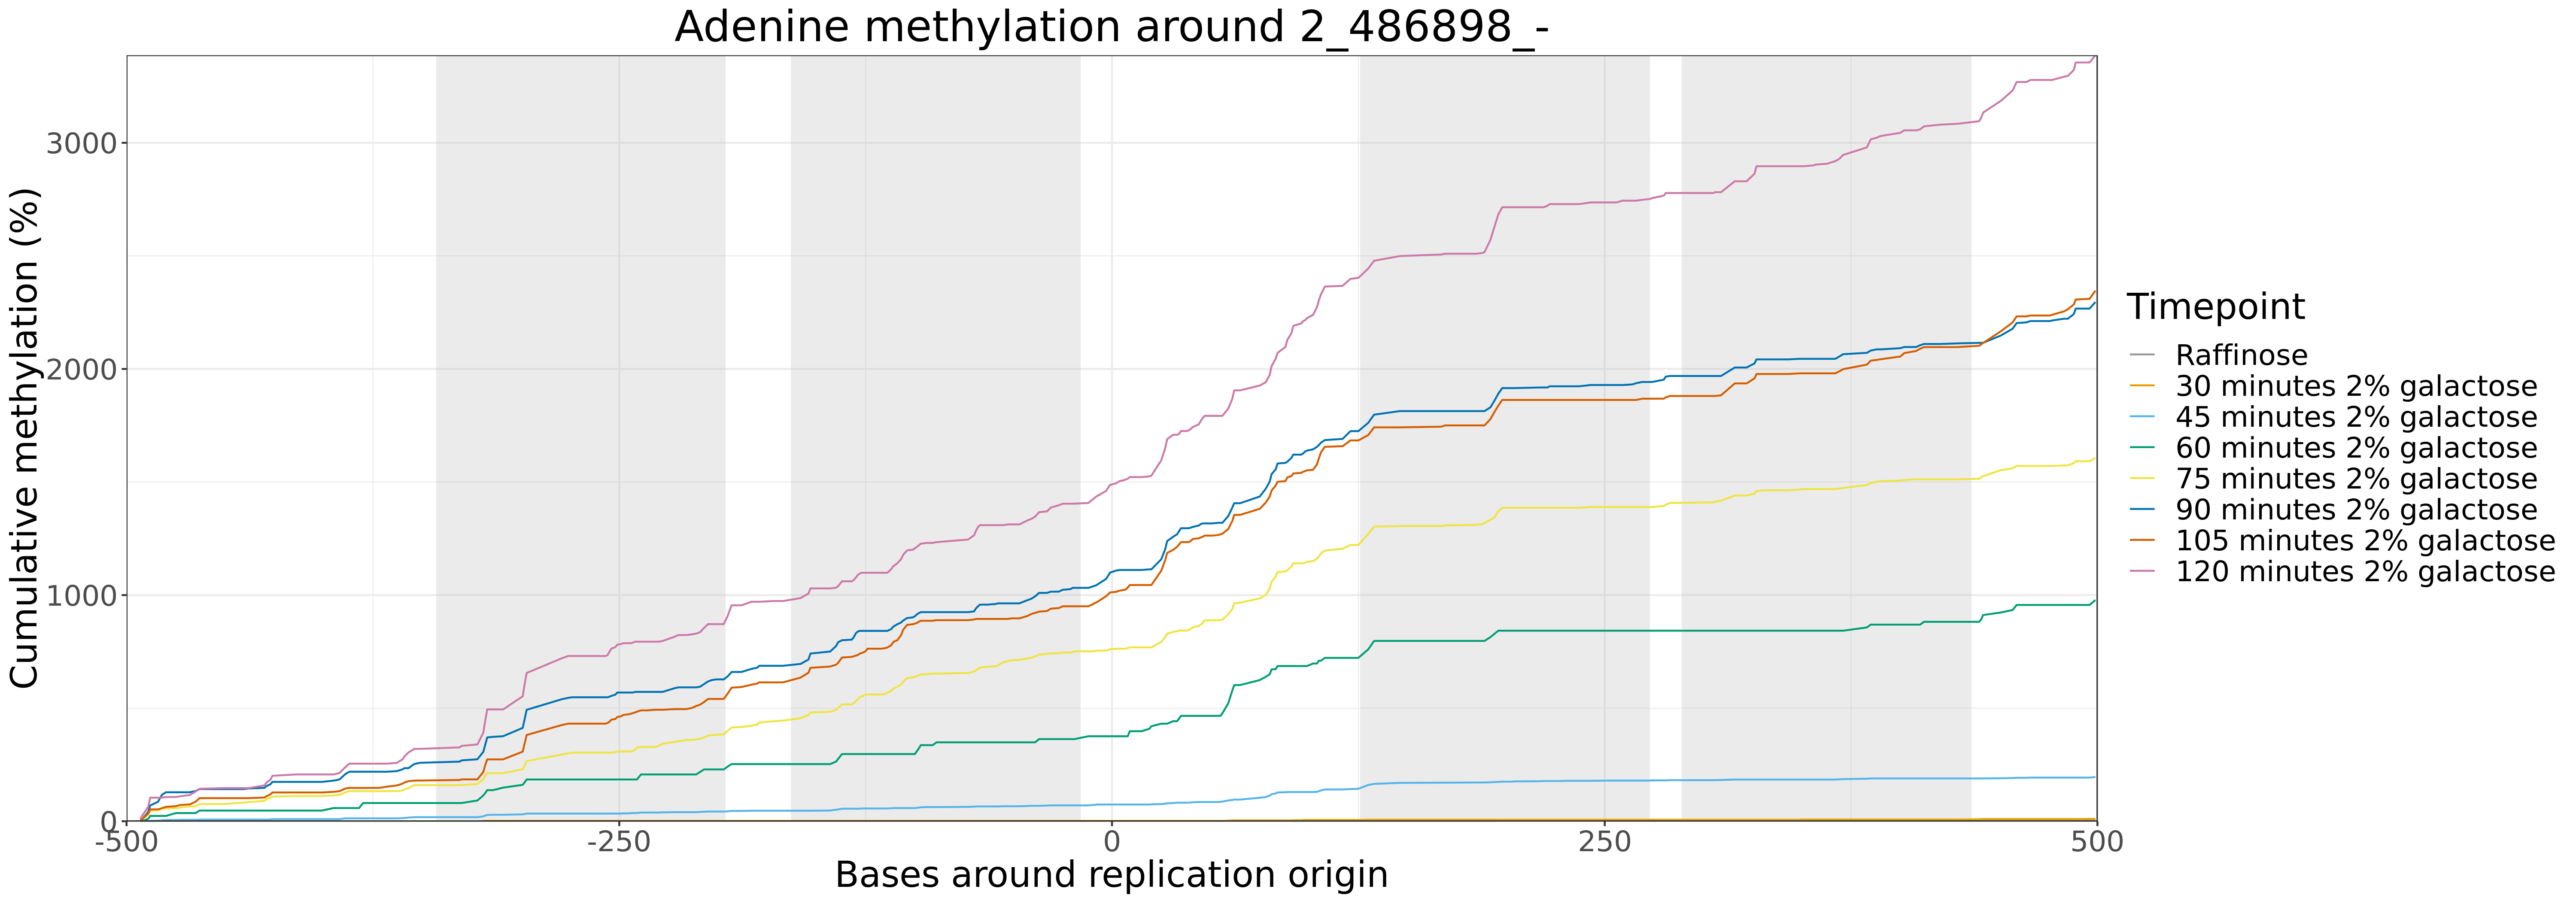 Adenine methylation around 2_486898_-
Cumulative methylation (%)
3000
2000
1000
0
-500
-250
0
250
500
Bases around replication origin
Timepoint
Raffinose
30 minutes 2% galactose
45 minutes 2% galactose
60 minutes 2% galactose
75 minutes 2% galactose
90 minutes 2% galactose
105 minutes 2% galactose
120 minutes 2% galactose